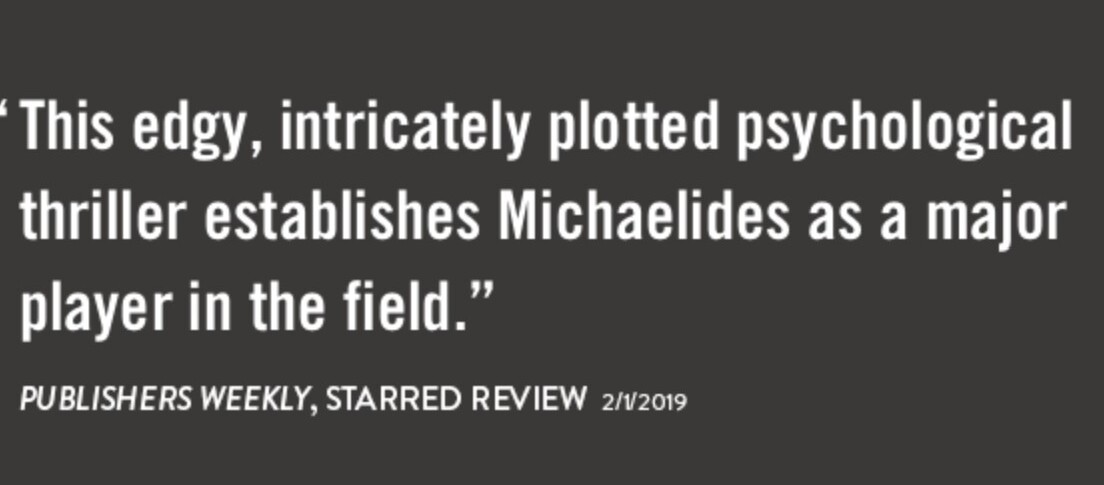 “This edgy, intricately plotted psychological
thriller establishes Michaelides as a major
player in the field.”
PUBLISHERS WEEKLY, STARRED REVIEW 2/1/2019